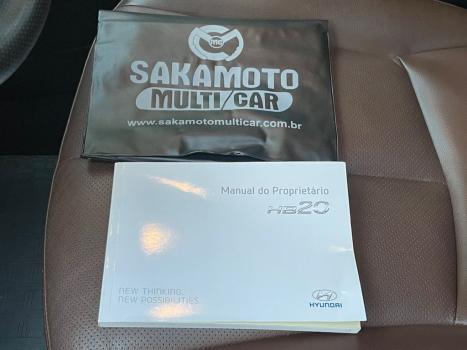 MC
SAKAMOTO
MULTI/CAR
www.sakamotomulticar.com.br
Manual do Proprietário
HB20
NEW THINKING.
NEW POSSIBILITIES.
HYUNDAI